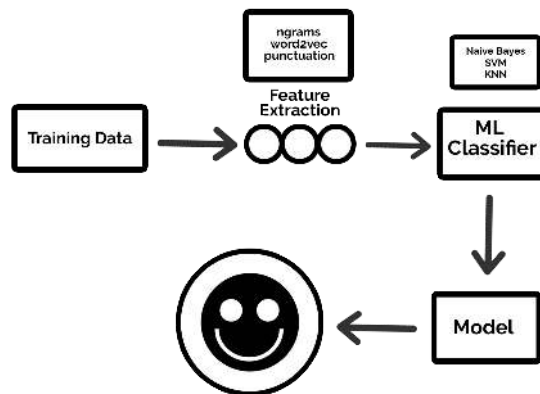 ngrams
word2vec
punctuation
Naive Bayes
SVM
KNN
Feature
Extraction
Training Data
ML
Classifier
Model